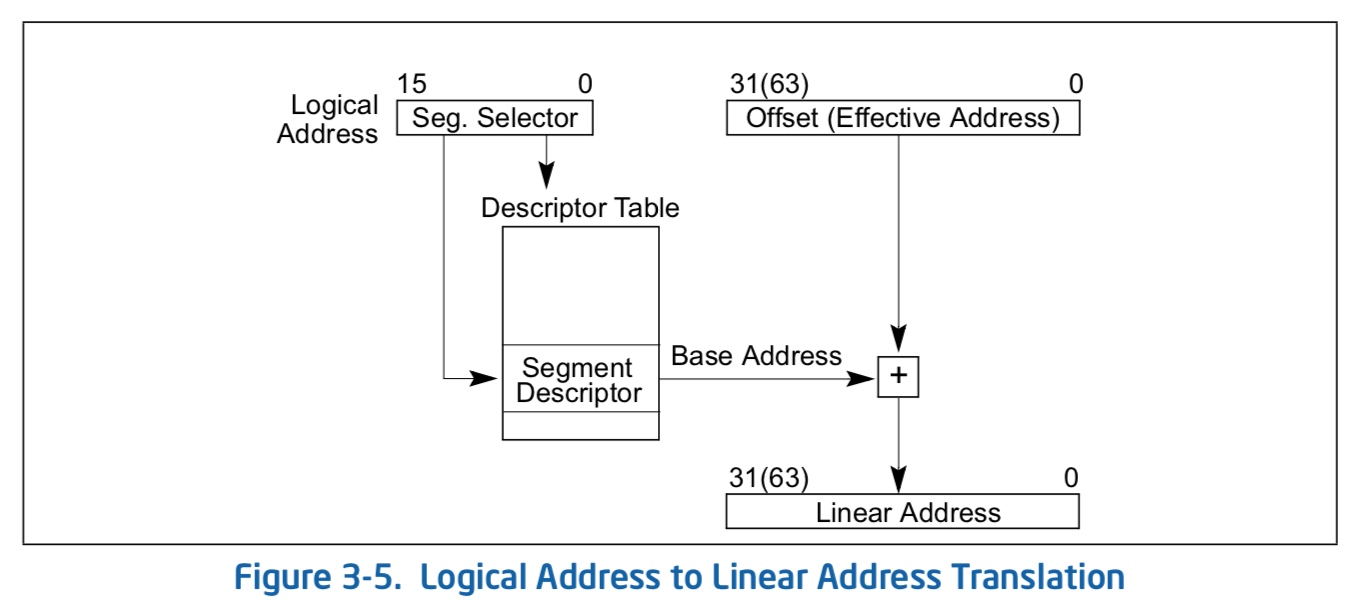 15 0
31(63) 0
Logical
Address
Seg. Selector
Offset (Effective Address)
Descriptor Table
Segment
Descriptor
Base Address
+
31(63) 0
Linear Address
Figure 3-5. Logical Address to Linear Address Translation